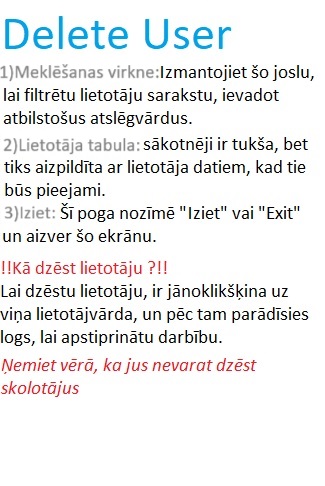 Delete User
1)Meklēšanas virkne:Izmantojiet šo joslu,
lai filtrētu lietotāju sarakstu, ievadot
atbilstošus atslēgvārdus.
2)Lietotāja tabula: sākotnēji ir tukša, bet
tiks aizpildīta ar lietotāja datiem, kad tie
būs pieejami.
3)Iziet: Šī poga nozīmē "Iziet" vai "Exit"
un aizver šo ekrānu.
!!Kā dzēst lietotāju ?!!
Lai dzēstu lietotāju, ir jānoklikšķina uz
viņa lietotājvārda, un pēc tam parādīsies
logs, lai apstiprinātu darbību.
Ņemiet vērā, ka jus nevarat dzēst
skolotājus